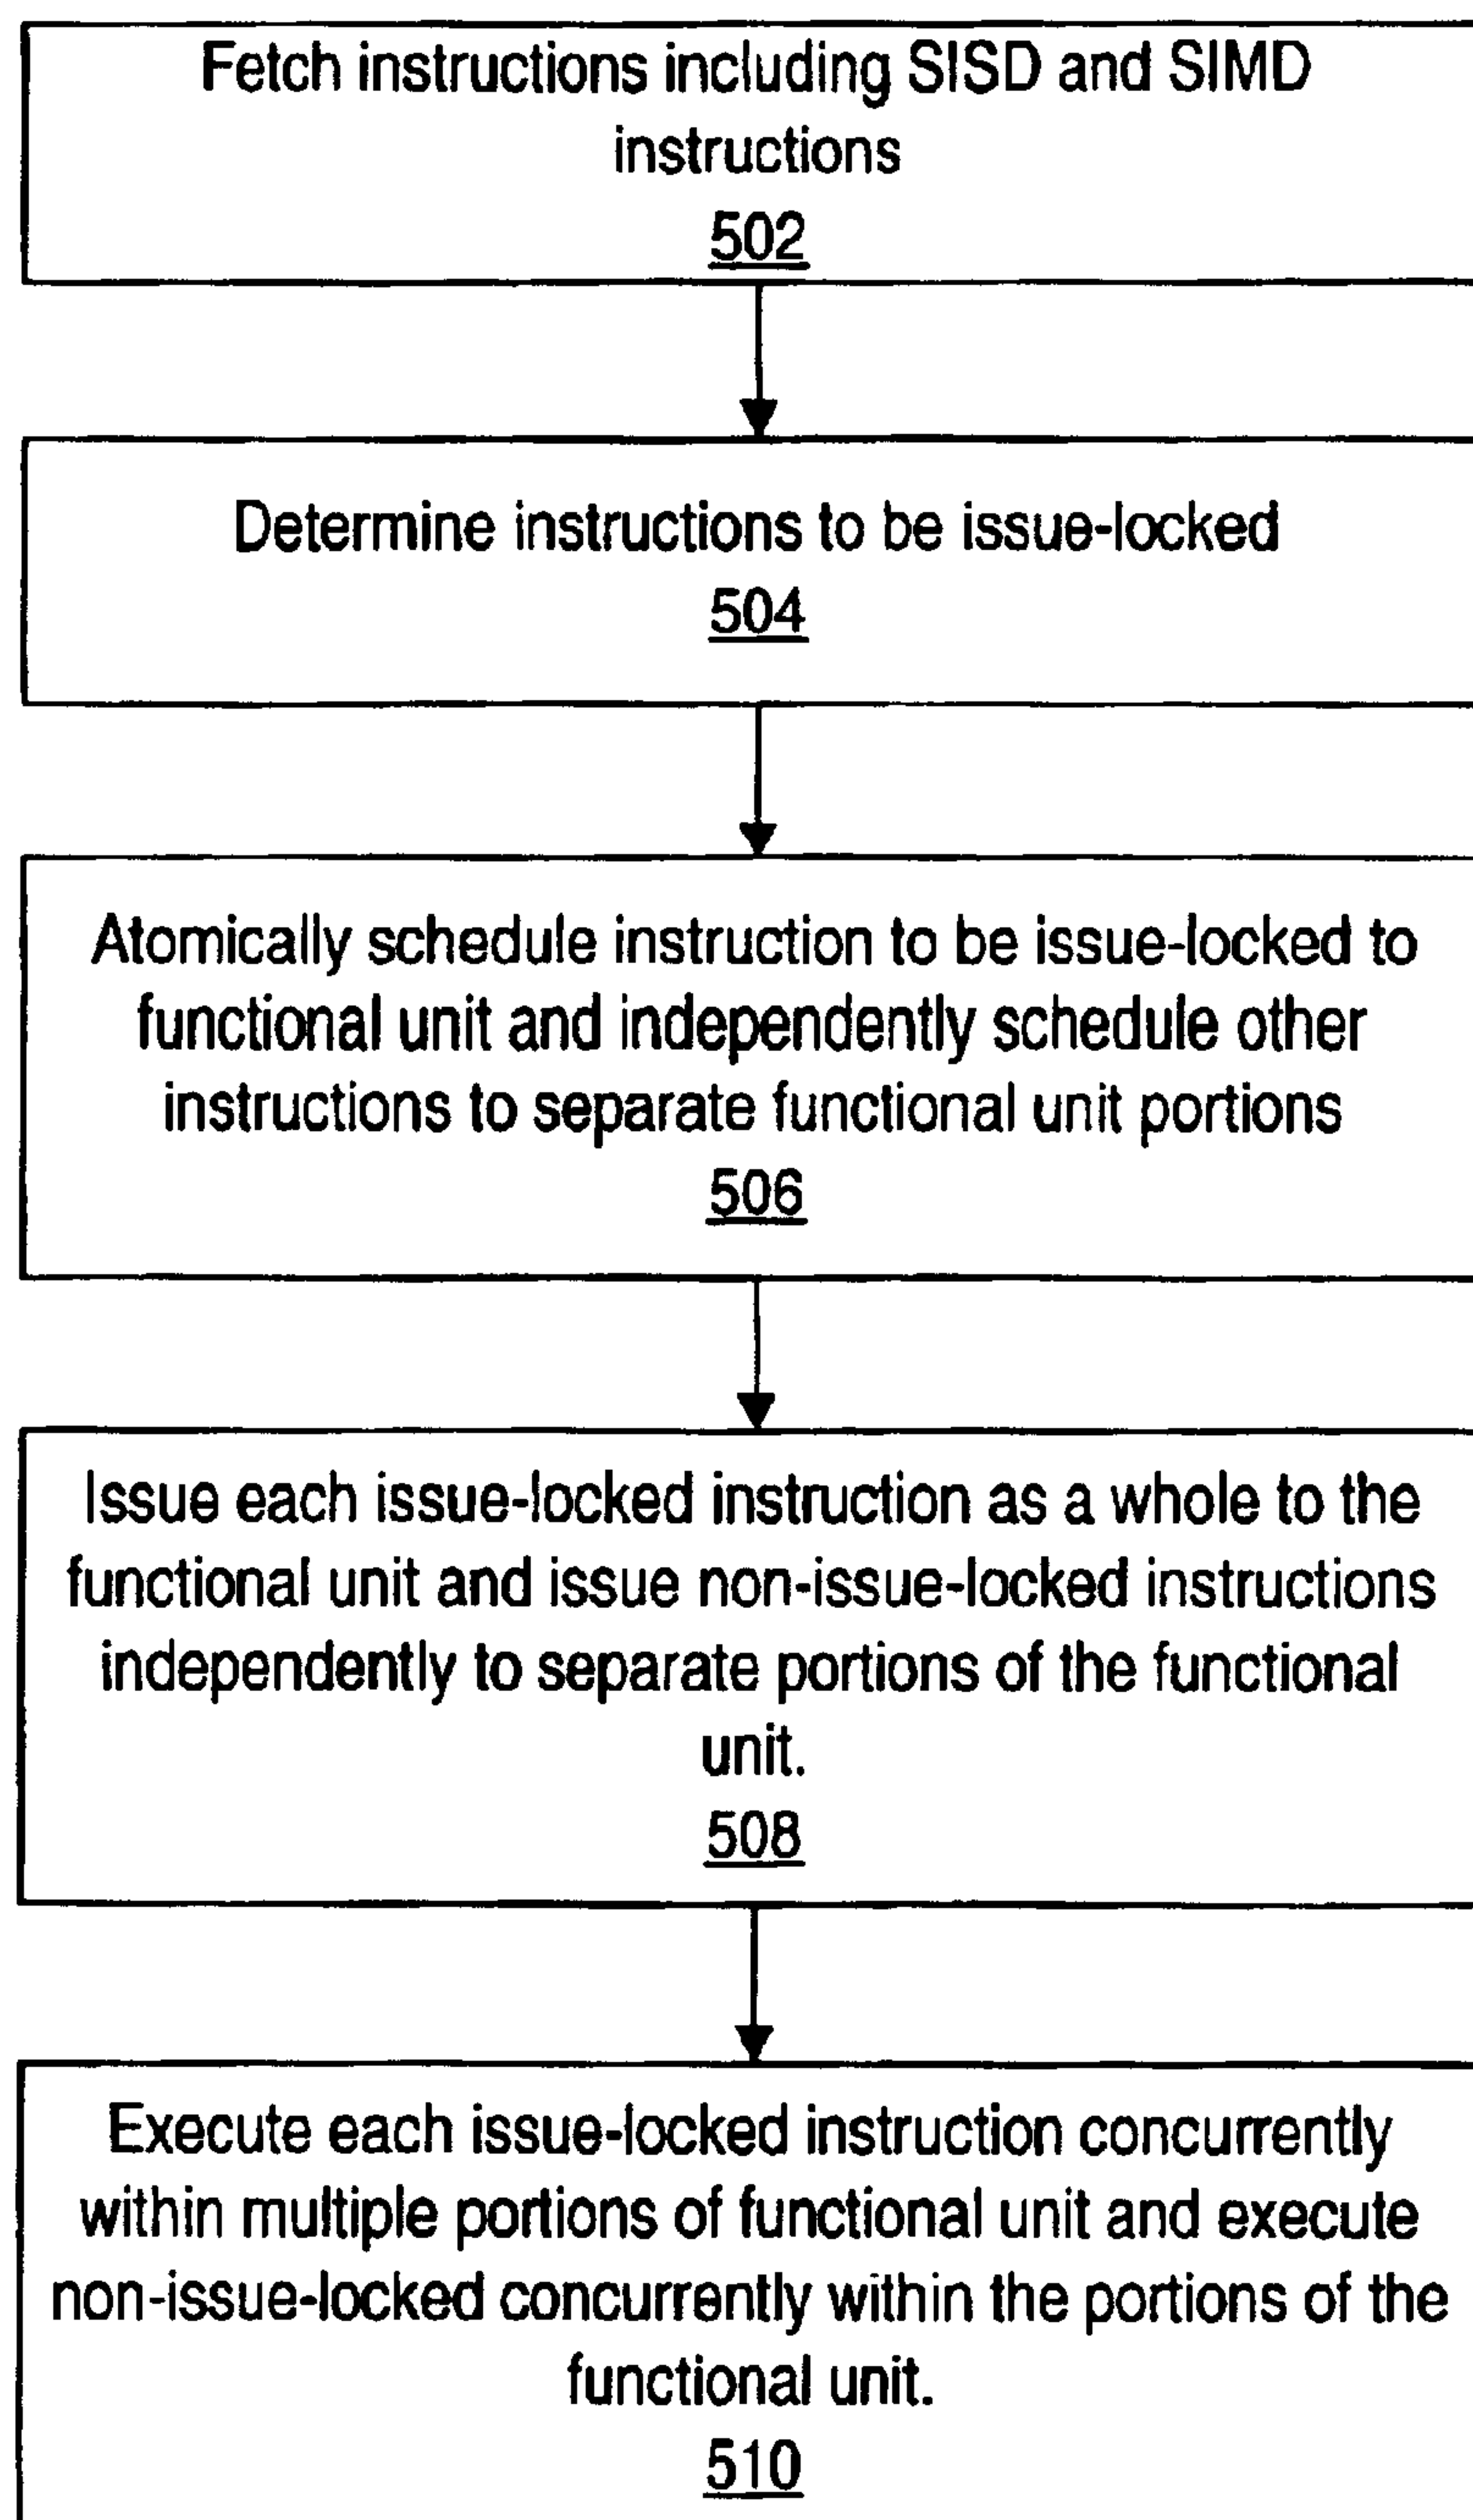 Fetch instructions including SISD and SIMD
instructions
502
Determine instructions to be issue-locked
504
Atomically schedule instruction to be issue-locked to
functional unit and independently schedule other
instructions to separate functional unit portions
506
Issue each issue-locked instruction as a whole to the
functional unit and issue non-issue-locked instructions
independently to separate portions of the functional
unit.
508
Execute each issue-locked instruction concurrently
within multiple portions of functional unit and execute
non-issue-locked concurrently within the portions of the
functional unit.
510